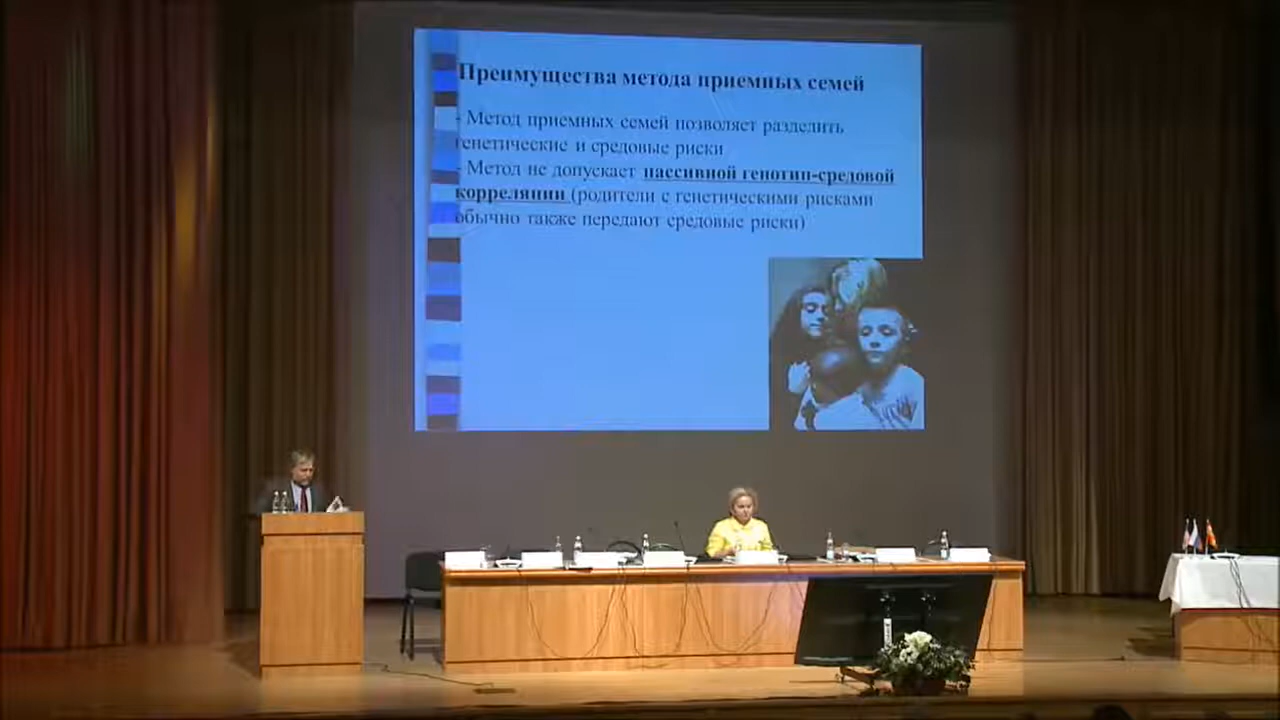 Преимущества метода приемных семей
- Метод приемных семей позволяет разделить
генетические и средовые риски
- Метод не допускает пассивной генотип-средовой
корреляции (родители с генетическими рисками
обычно также передают средовые риски)